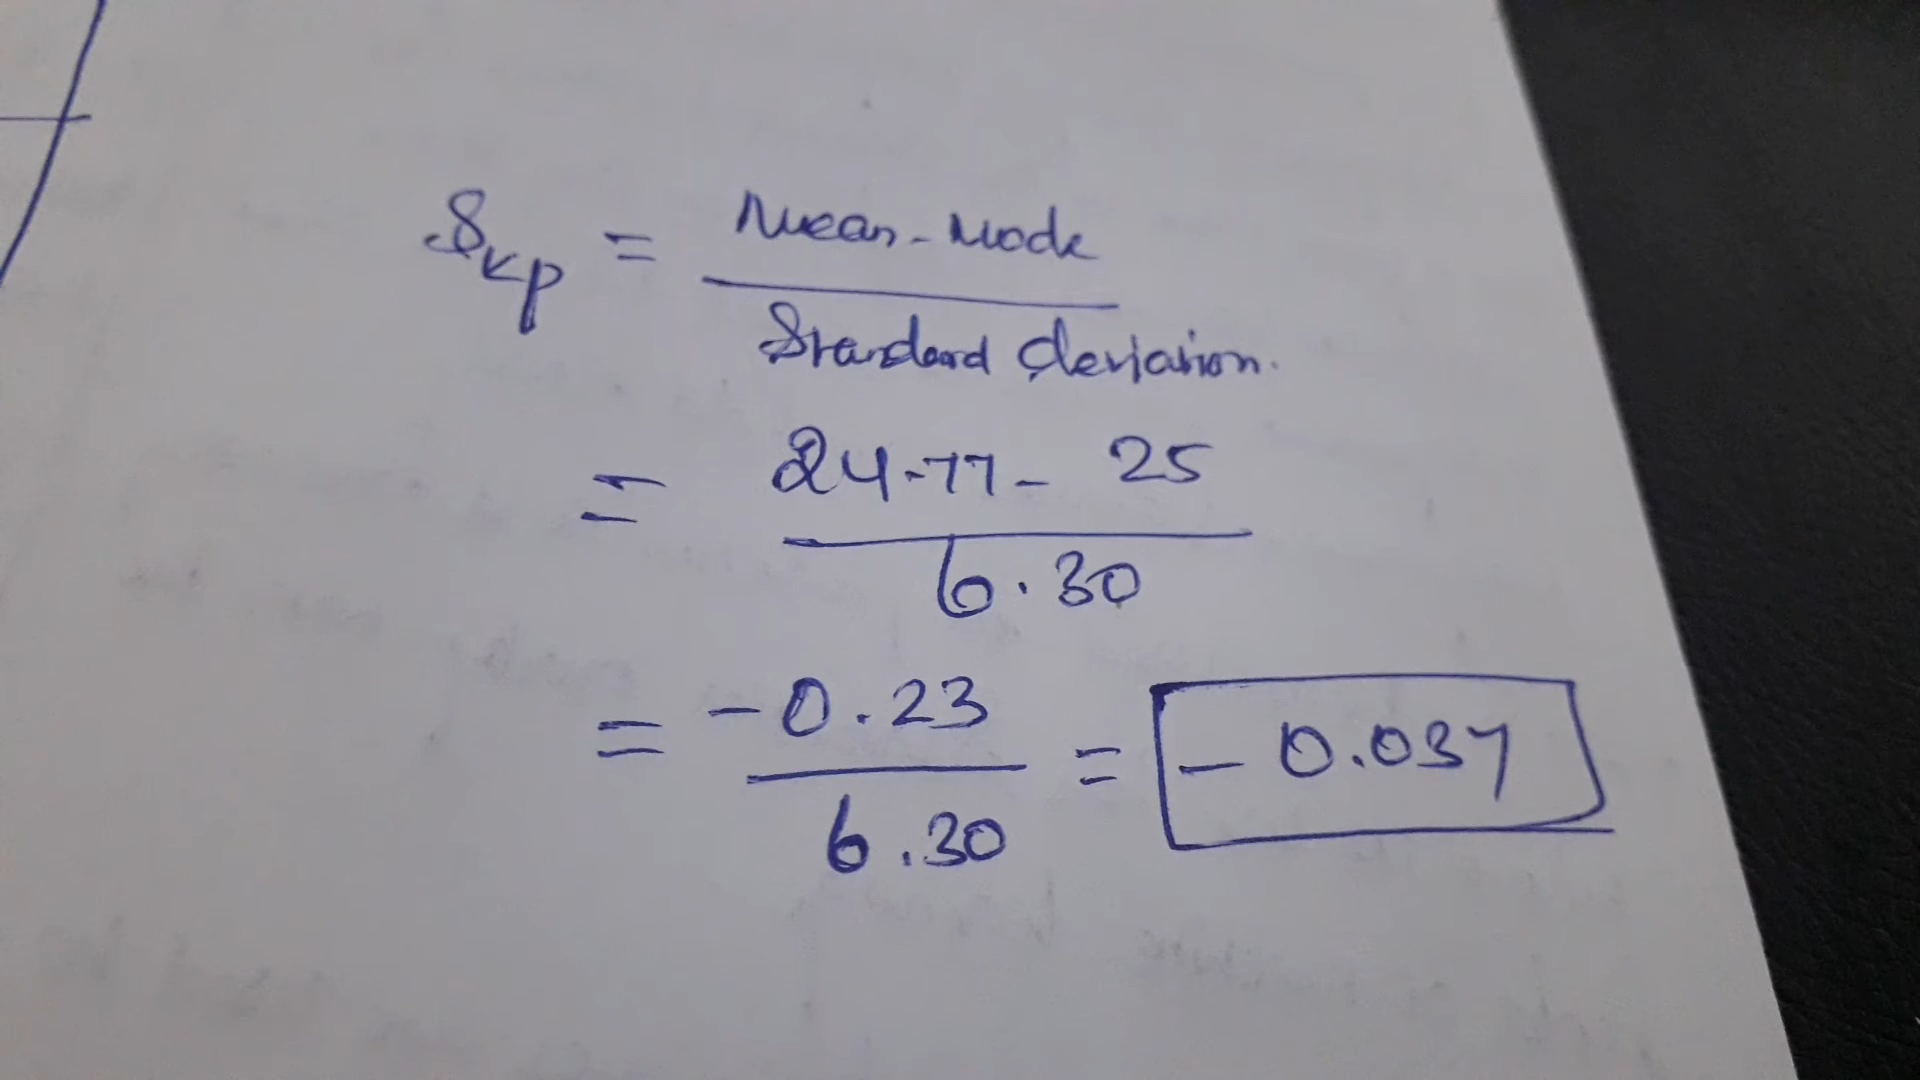 Skp = Mean - Mode
Standard deviation.
= 24.77 - 25
6.30
= -0.23 = - 0.037
6.30